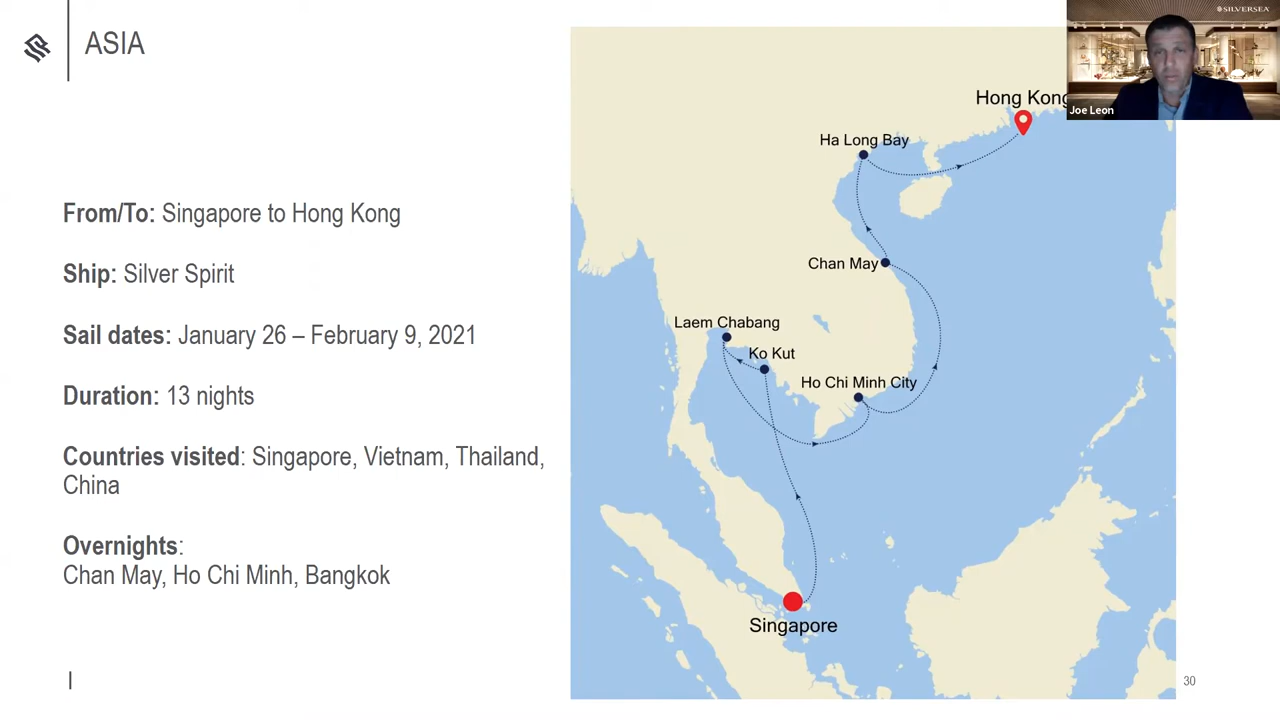 ASIA
From/To: Singapore to Hong Kong
Ship: Silver Spirit
Sail dates: January 26 – February 9, 2021
Duration: 13 nights
Countries visited: Singapore, Vietnam, Thailand,
China
Overnights:
Chan May, Ho Chi Minh, Bangkok
Hong Kong
Ha Long Bay
Chan May
Laem Chabang
Ko Kut
Ho Chi Minh City
Singapore
SILVERSEA
Joe Leon
30